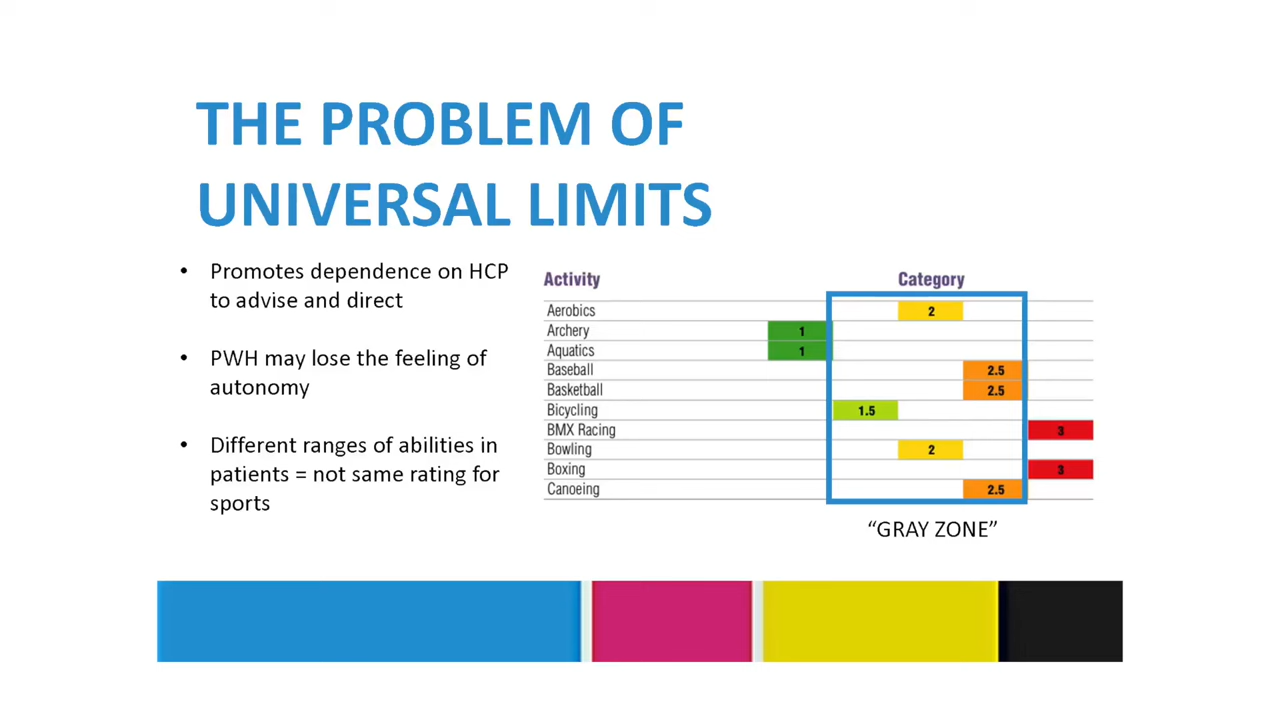 THE PROBLEM OF
UNIVERSAL LIMITS
• Promotes dependence on HCP
to advise and direct
• PWH may lose the feeling of
autonomy
• Different ranges of abilities in
patients = not same rating for
sports
Activity Category
Aerobics 2
Archery 1
Aquatics 1
Baseball 2.5
Basketball 2.5
Bicycling 1.5
BMX Racing 3
Bowling 2
Boxing 3
Canoeing 2.5
“GRAY ZONE”